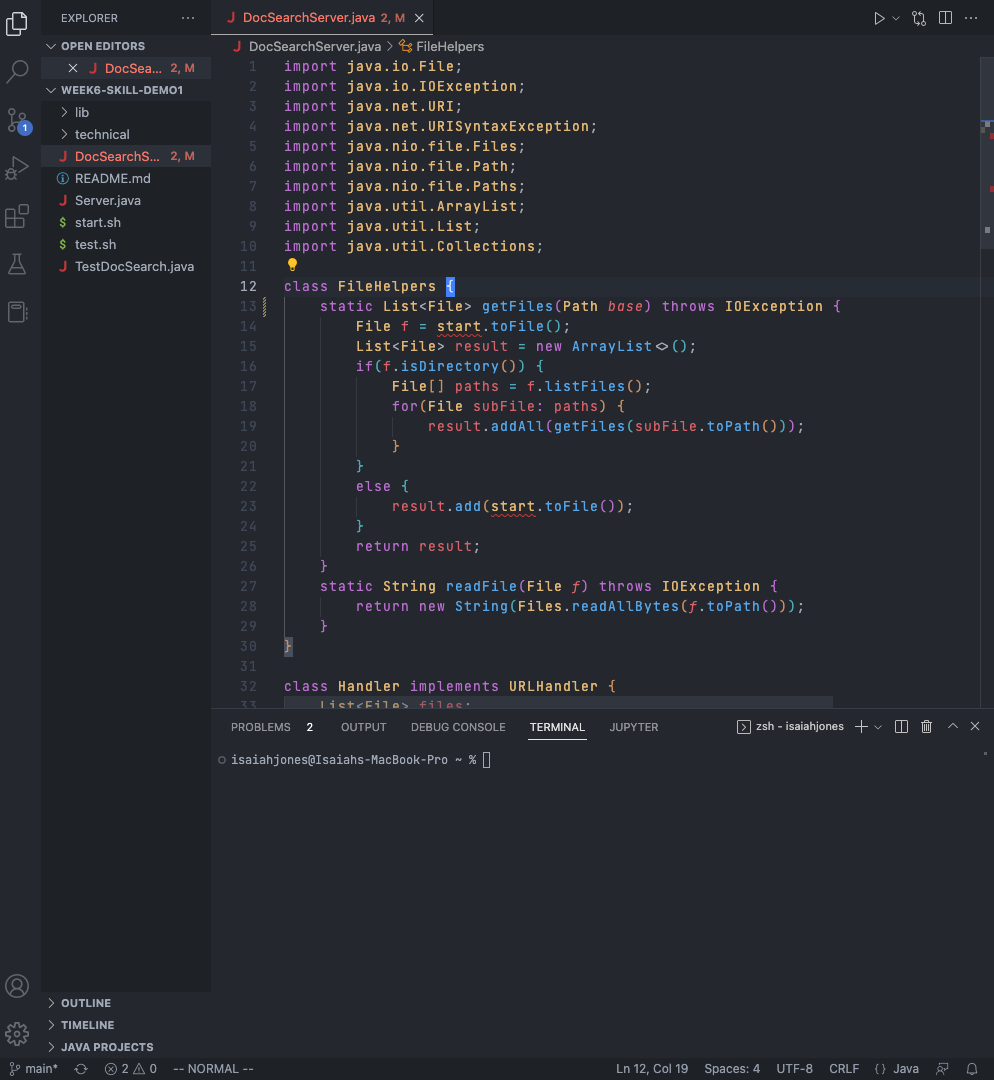 EXPLORER
DocSearchServer.java 2, M
OPEN EDITORS
DocSea... 2, M
WEEK6-SKILL-DEMO1
lib
technical
DocSearchS... 2, M
README.md
Server.java
start.sh
test.sh
TestDocSearch.java
1
DocSearchServer.java > FileHelpers
1 import java.io.File;
2 import java.io.IOException;
3 import java.net.URI;
4 import java.net.URISyntaxException;
5 import java.nio.file.Files;
6 import java.nio.file.Path;
7 import java.nio.file.Paths;
8 import java.util.ArrayList;
9 import java.util.List;
10 import java.util.Collections;
11
12 class FileHelpers {
13 static List<File> getFiles(Path base) throws IOException {
14 File f = start.toFile();
15 List<File> result = new ArrayList<>();
16 if(f.isDirectory()) {
17 File[] paths = f.listFiles();
18 for(File subFile: paths) {
19 result.addAll(getFiles(subFile.toPath()));
20 }
21 }
22 else {
23 result.add(start.toFile());
24 }
25 return result;
26 }
27 static String readFile(File f) throws IOException {
28 return new String(Files.readAllBytes(f.toPath()));
29 }
30 }
31
32 class Handler implements URLHandler {
33 List<File> files;
PROBLEMS 2 OUTPUT DEBUG CONSOLE TERMINAL JUPYTER zsh - isaiahjones
isaiahjones@Isaiahs-MacBook-Pro ~ %
OUTLINE
TIMELINE
JAVA PROJECTS
main* 2 0 -- NORMAL -- Ln 12, Col 19 Spaces: 4 UTF-8 CRLF {} Java